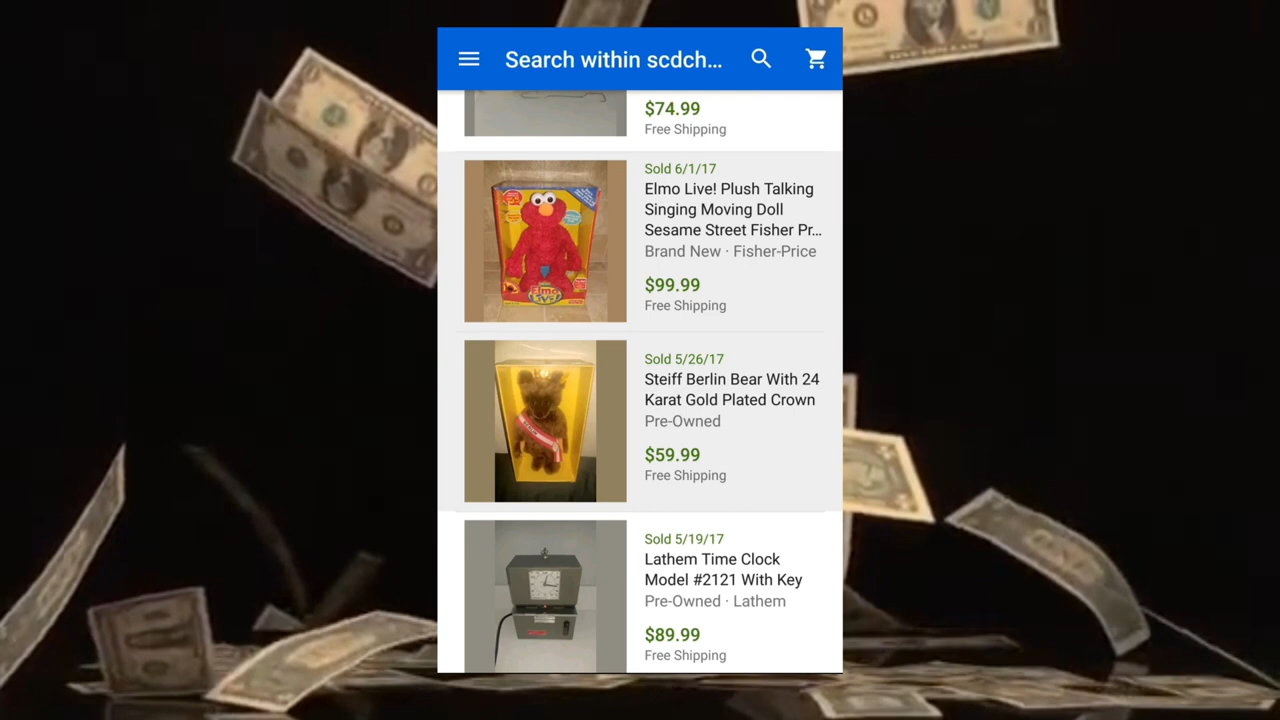 Search within scdch...
$74.99
Free Shipping
Sold 6/1/17
Elmo Live! Plush Talking
Singing Moving Doll
Sesame Street Fisher Pr...
Brand New · Fisher-Price
$99.99
Free Shipping
Elmo
LIVE!
Sold 5/26/17
Steiff Berlin Bear With 24
Karat Gold Plated Crown
Pre-Owned
$59.99
Free Shipping
Sold 5/19/17
Lathem Time Clock
Model #2121 With Key
Pre-Owned · Lathem
$89.99
Free Shipping